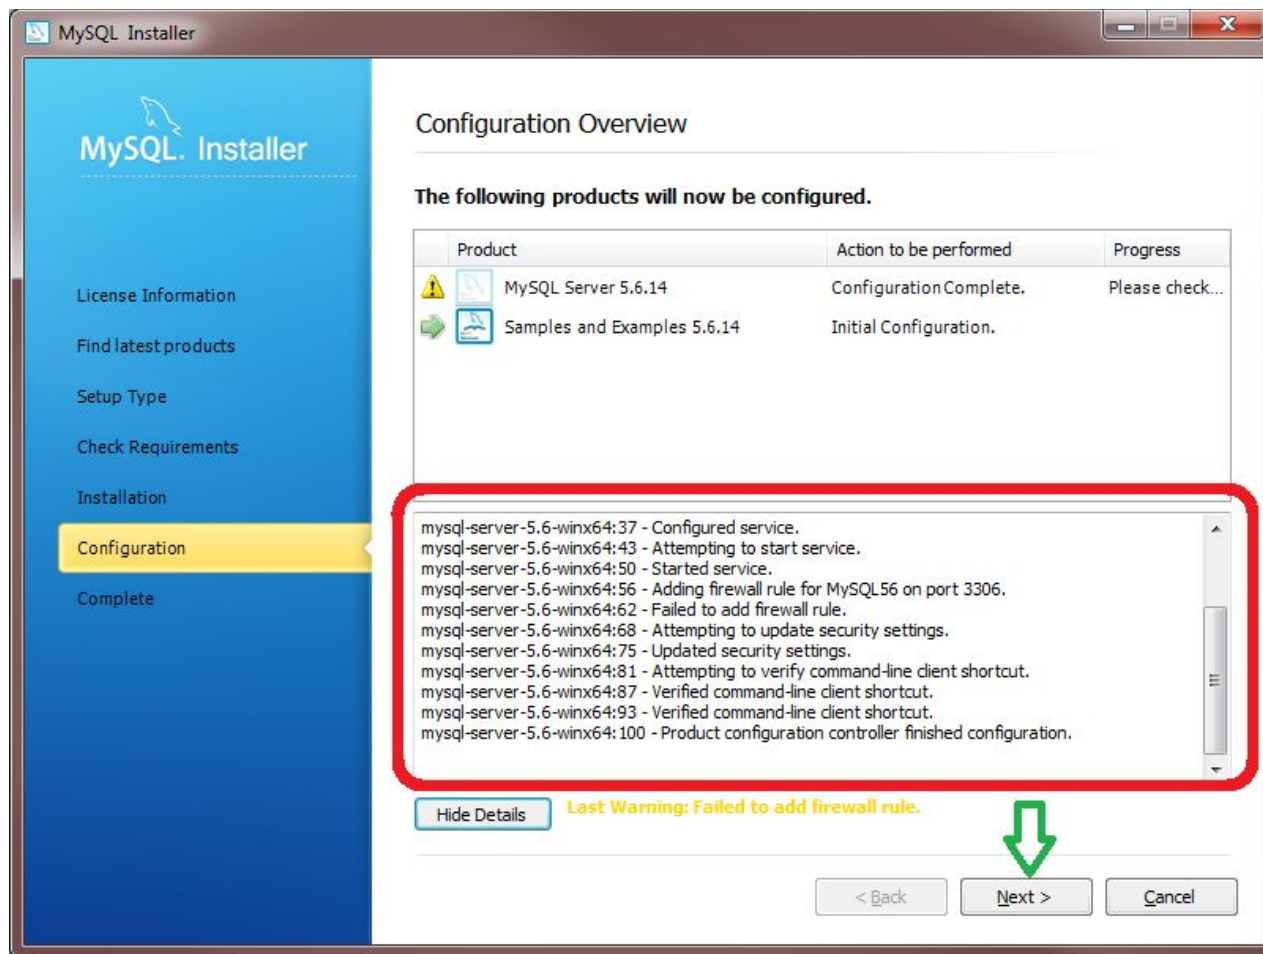 MySQL Installer
MySQL. Installer
License Information
Find latest products
Setup Type
Check Requirements
Installation
Configuration
Complete
Configuration Overview
The following products will now be configured.
Product Action to be performed Progress
MySQL Server 5.6.14 Configuration Complete. Please check...
Samples and Examples 5.6.14 Initial Configuration.
mysql-server-5.6-winx64:37 - Configured service.
mysql-server-5.6-winx64:43 - Attempting to start service.
mysql-server-5.6-winx64:50 - Started service.
mysql-server-5.6-winx64:56 - Adding firewall rule for MySQL56 on port 3306.
mysql-server-5.6-winx64:62 - Failed to add firewall rule.
mysql-server-5.6-winx64:68 - Attempting to update security settings.
mysql-server-5.6-winx64:75 - Updated security settings.
mysql-server-5.6-winx64:81 - Attempting to verify command-line client shortcut.
mysql-server-5.6-winx64:87 - Verified command-line client shortcut.
mysql-server-5.6-winx64:93 - Verified command-line client shortcut.
mysql-server-5.6-winx64:100 - Product configuration controller finished configuration.
Hide Details Last Warning: Failed to add firewall rule.
< Back Next > Cancel